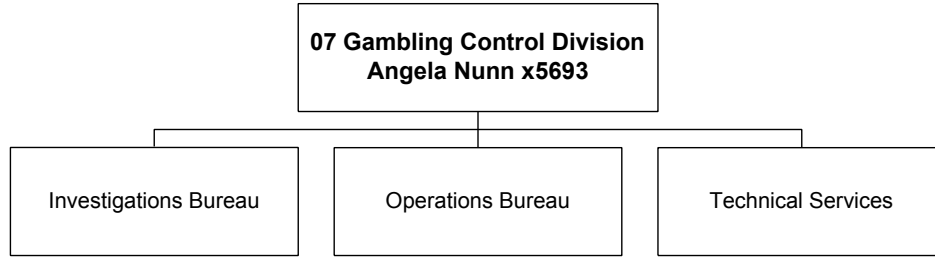 07 Gambling Control Division
Angela Nunn x5693
Investigations Bureau
Operations Bureau
Technical Services